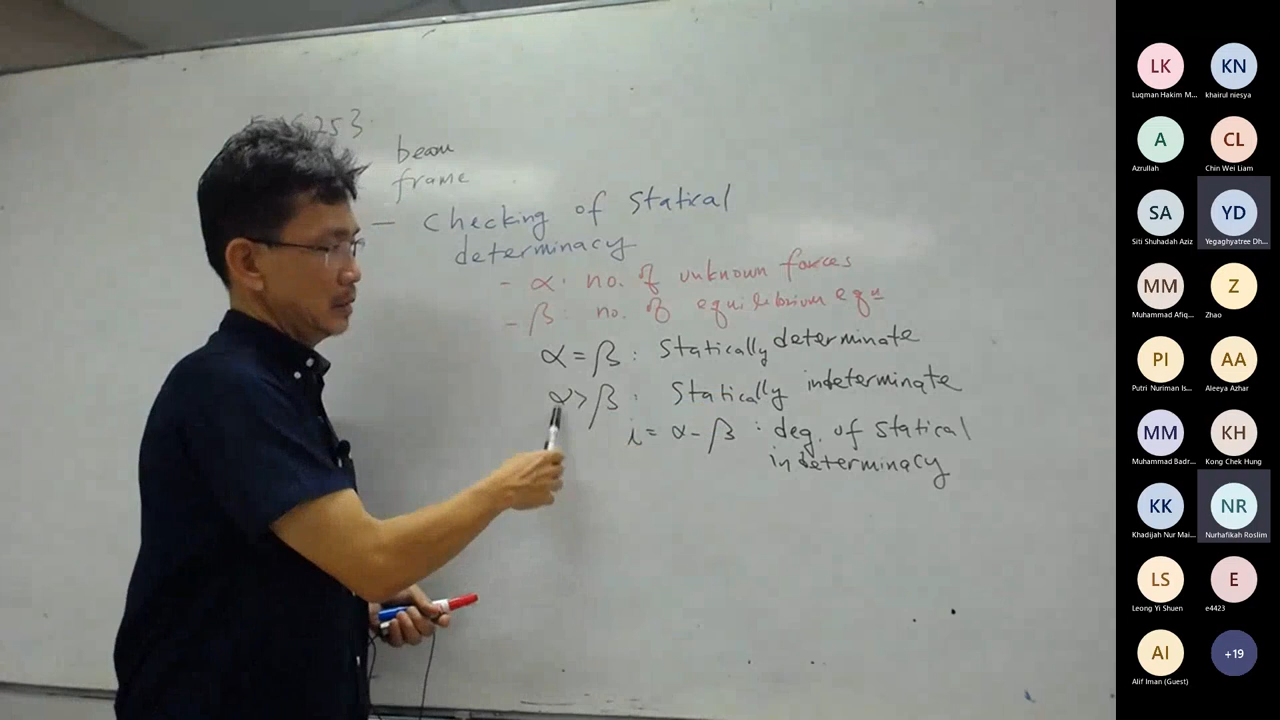 253
beam
frame
- Checking of statical
determinacy
- α: no. of unknown forces
- β: no. of equilibrium eqn
α = β : Statically determinate
α > β : Statically indeterminate
i = α - β : deg. of statical
indeterminacy
LK
KN
Luqman Hakim M...
khairul niesya
A
CL
Azrullah
Chin Wei Liam
SA
YD
Siti Shuhadah Aziz
Yegaghyatree Dh...
MM
Z
Muhammad Afiq...
Zhao
PI
AA
Putri Nuriman Is...
Aleeya Azhar
MM
KH
Muhammad Badr...
Kong Chek Hung
KK
NR
Khadijah Nur Mai...
Nurhafikah Roslim
LS
E
Leong Yi Shuen
e4423
AI
+19
Alif Iman (Guest)